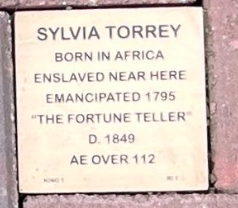 SYLVIA TORREY
BORN IN AFRICA
ENSLAVED NEAR HERE
EMANCIPATED 1795
"THE FORTUNE TELLER"
D. 1849
AE OVER 112